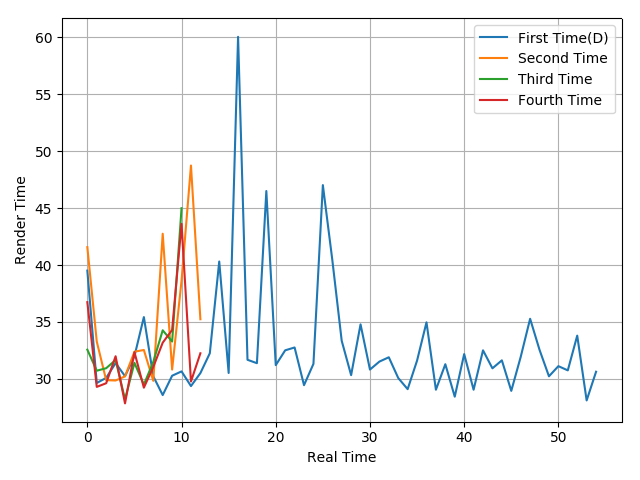 First Time(D)
Second Time
Third Time
Fourth Time
60
55
50
45
40
35
30
Render Time
0 10 20 30 40 50
Real Time